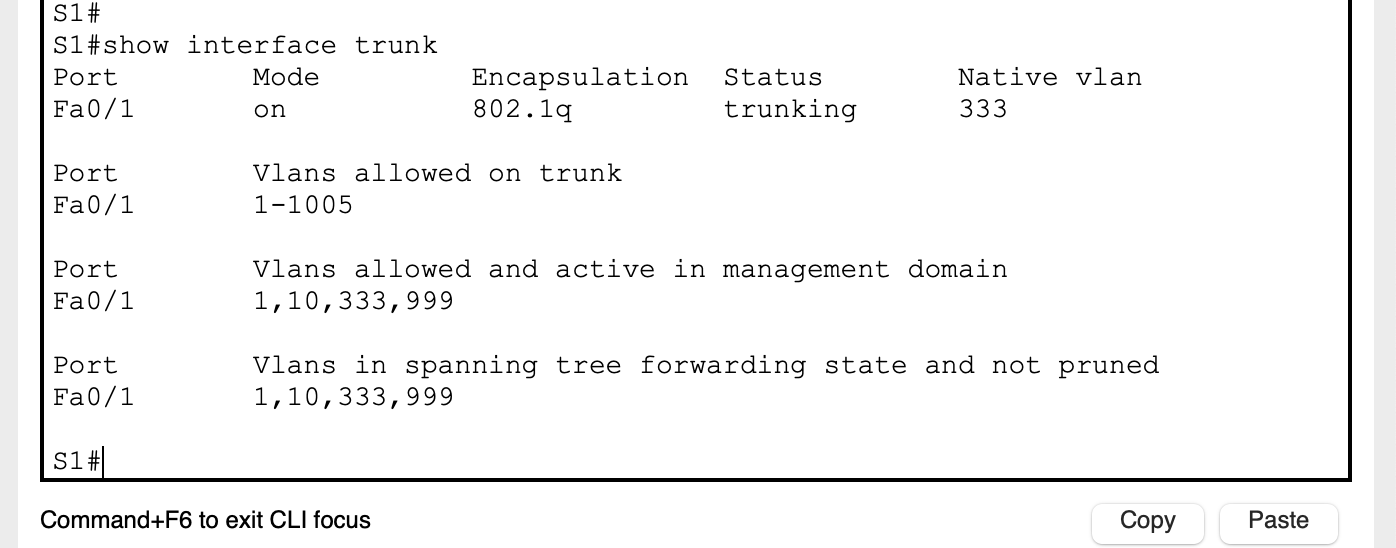 S1#
S1#show interface trunk
Port Mode Encapsulation Status Native vlan
Fa0/1 on 802.1q trunking 333
Port Vlans allowed on trunk
Fa0/1 1-1005
Port Vlans allowed and active in management domain
Fa0/1 1,10,333,999
Port Vlans in spanning tree forwarding state and not pruned
Fa0/1 1,10,333,999
S1#
Command+F6 to exit CLI focus Copy Paste